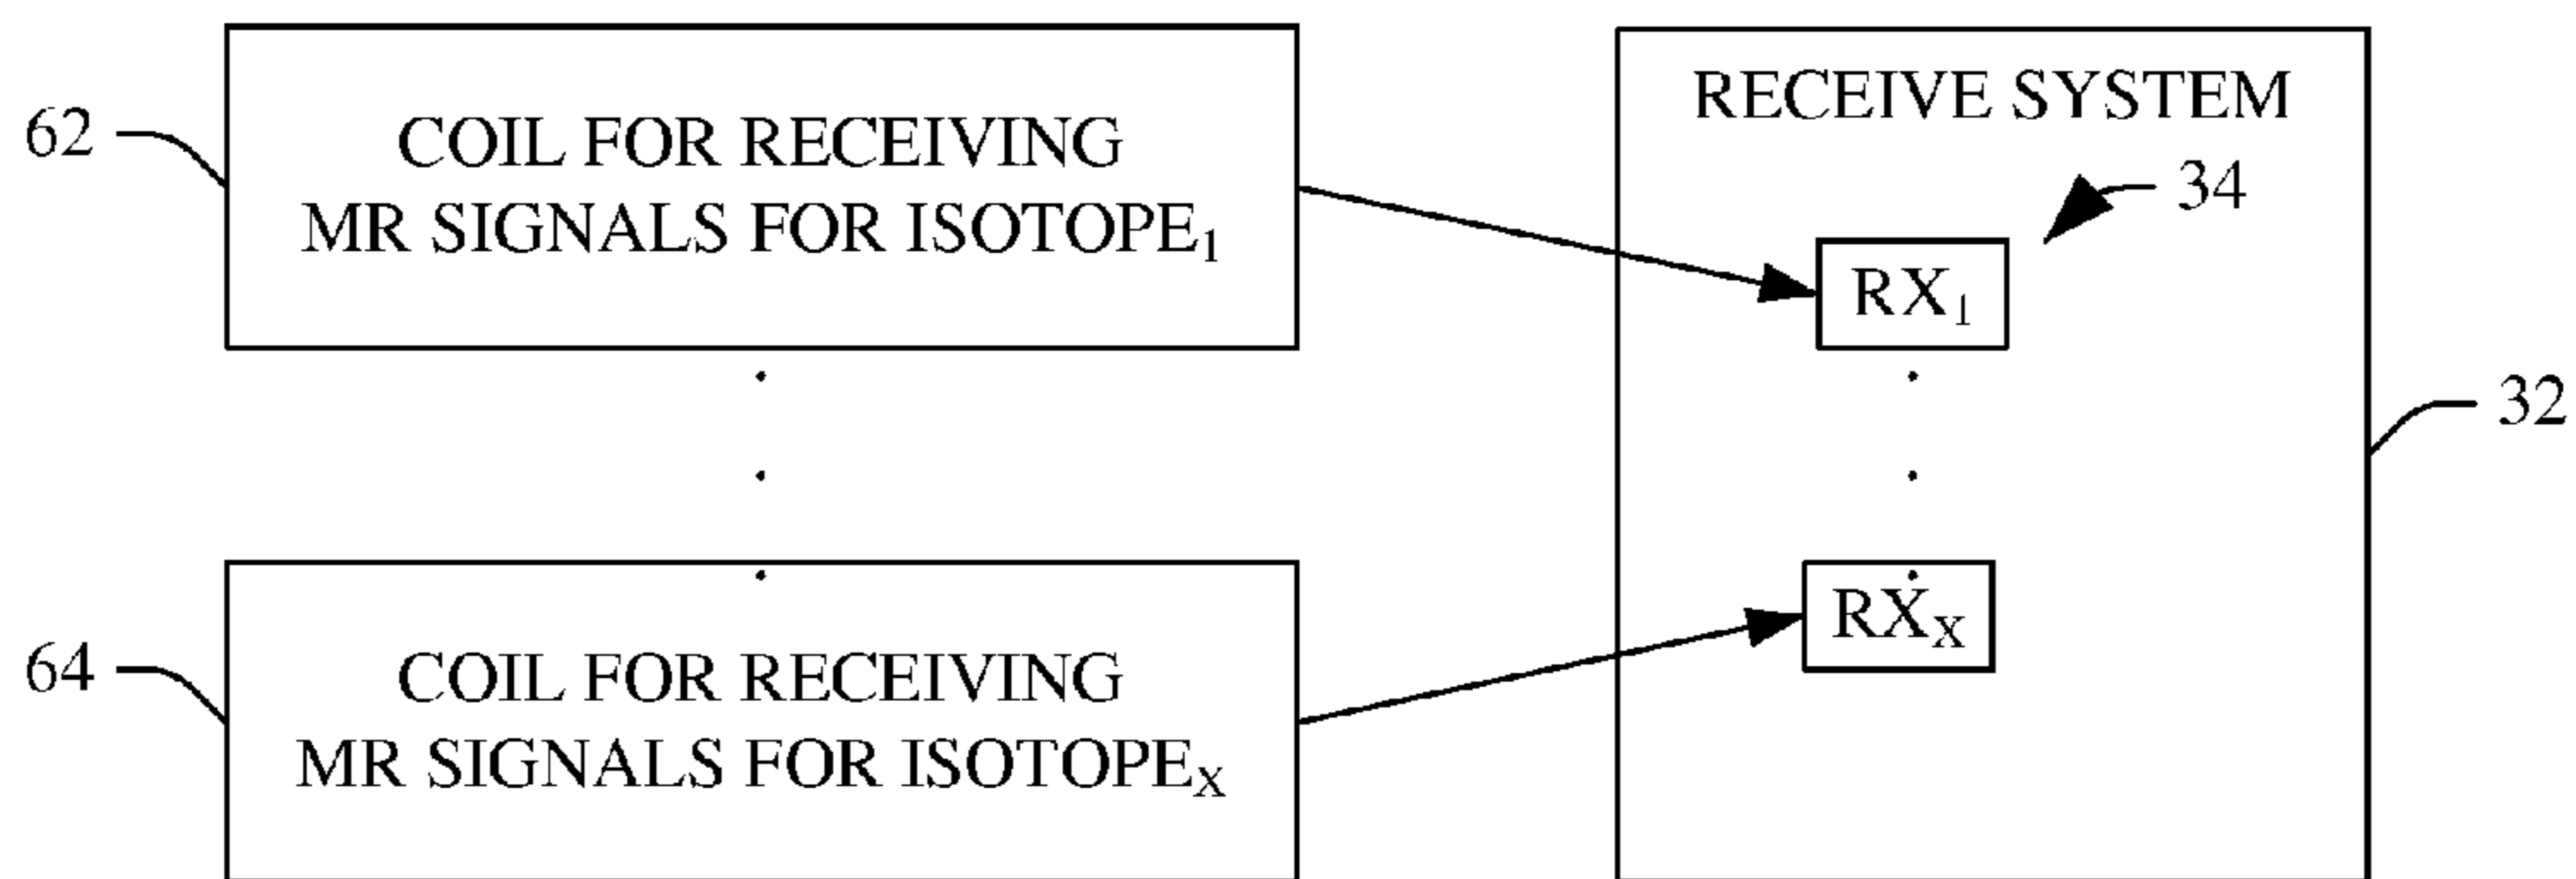 62
COIL FOR RECEIVING
MR SIGNALS FOR ISOTOPE₁
RECEIVE SYSTEM
34
RX₁
32
64
COIL FOR RECEIVING
MR SIGNALS FOR ISOTOPEₓ
RXₓ